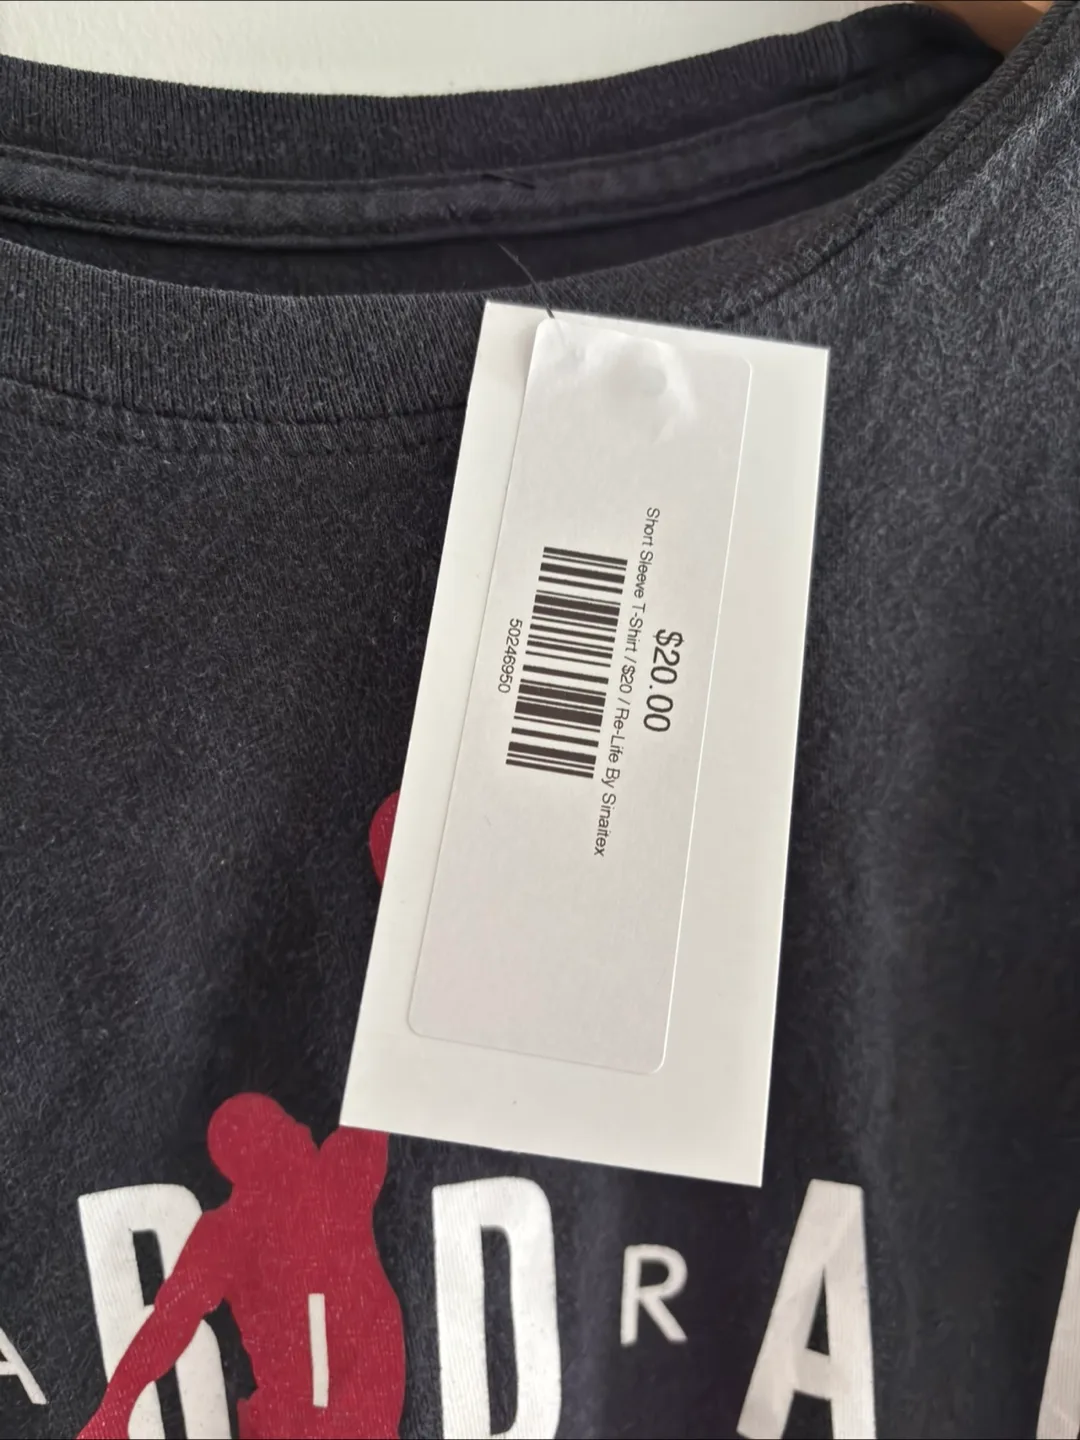 $20.00
Short Sleeve T-Shirt / $20 / Re-Life By Sinaitex
50246950
A R I D R A